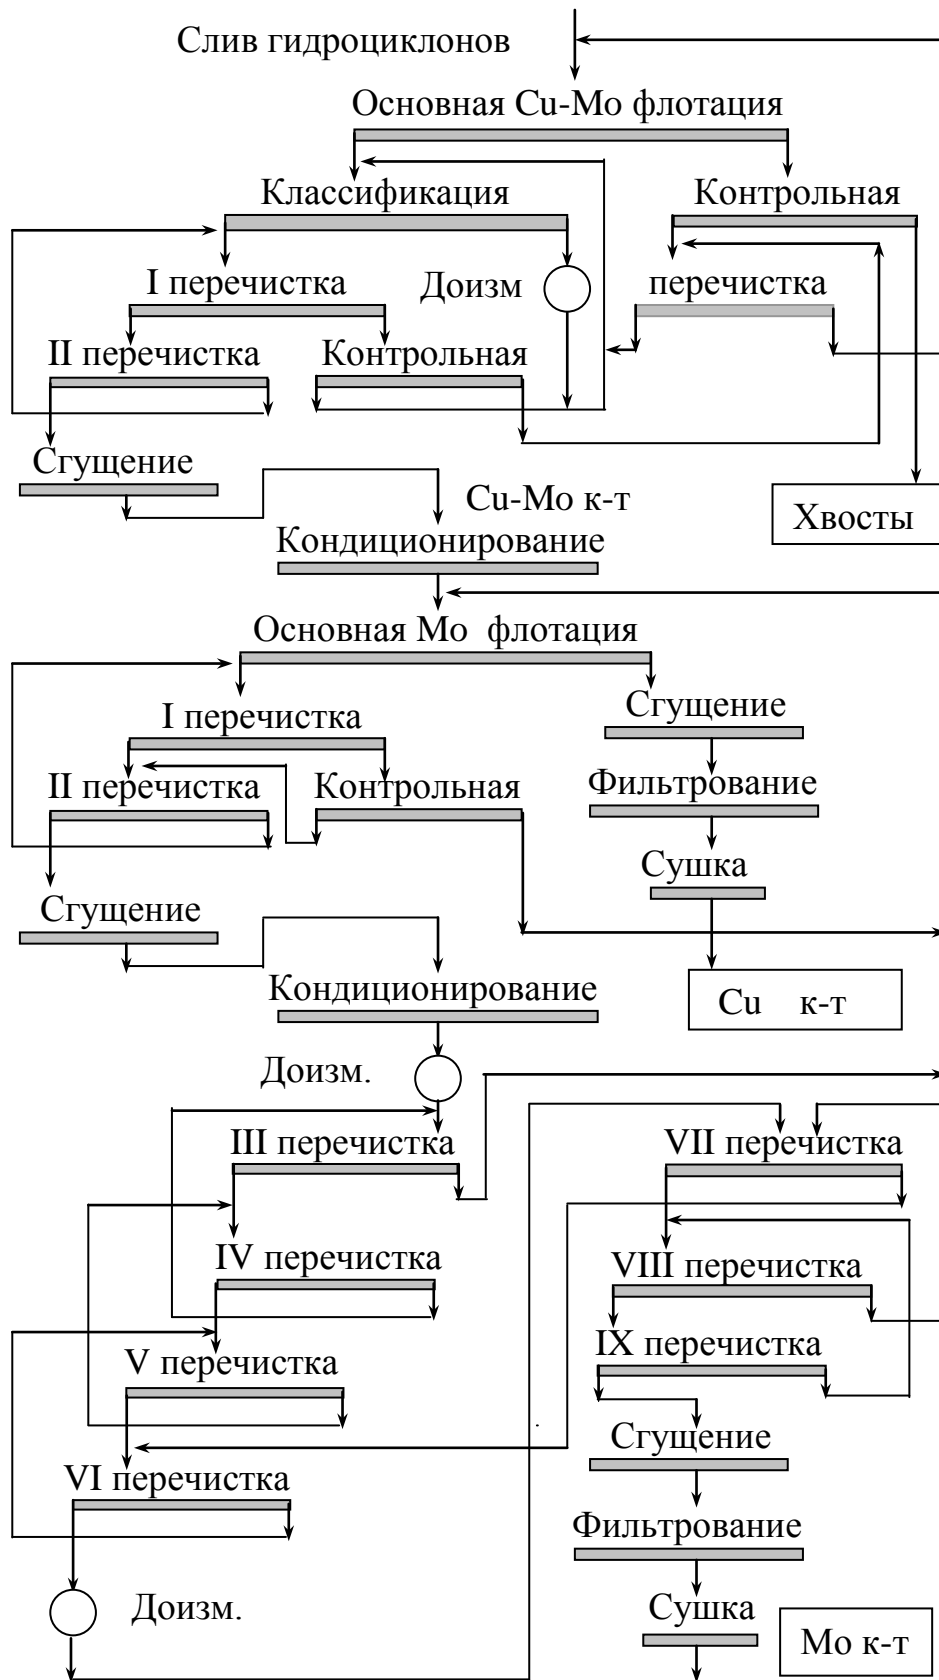 Слив гидроциклонов
Основная Cu-Mo флотация
Классификация
Контрольная
I перечистка
Доизм
перечистка
II перечистка
Контрольная
Сгущение
Cu-Mo к-т
Хвосты
Кондиционирование
Основная Mo флотация
I перечистка
Сгущение
II перечистка
Контрольная
Фильтрование
Сушка
Сгущение
Кондиционирование
Cu к-т
Доизм.
III перечистка
VII перечистка
IV перечистка
VIII перечистка
V перечистка
IX перечистка
Сгущение
VI перечистка
Фильтрование
Доизм.
Сушка
Mo к-т